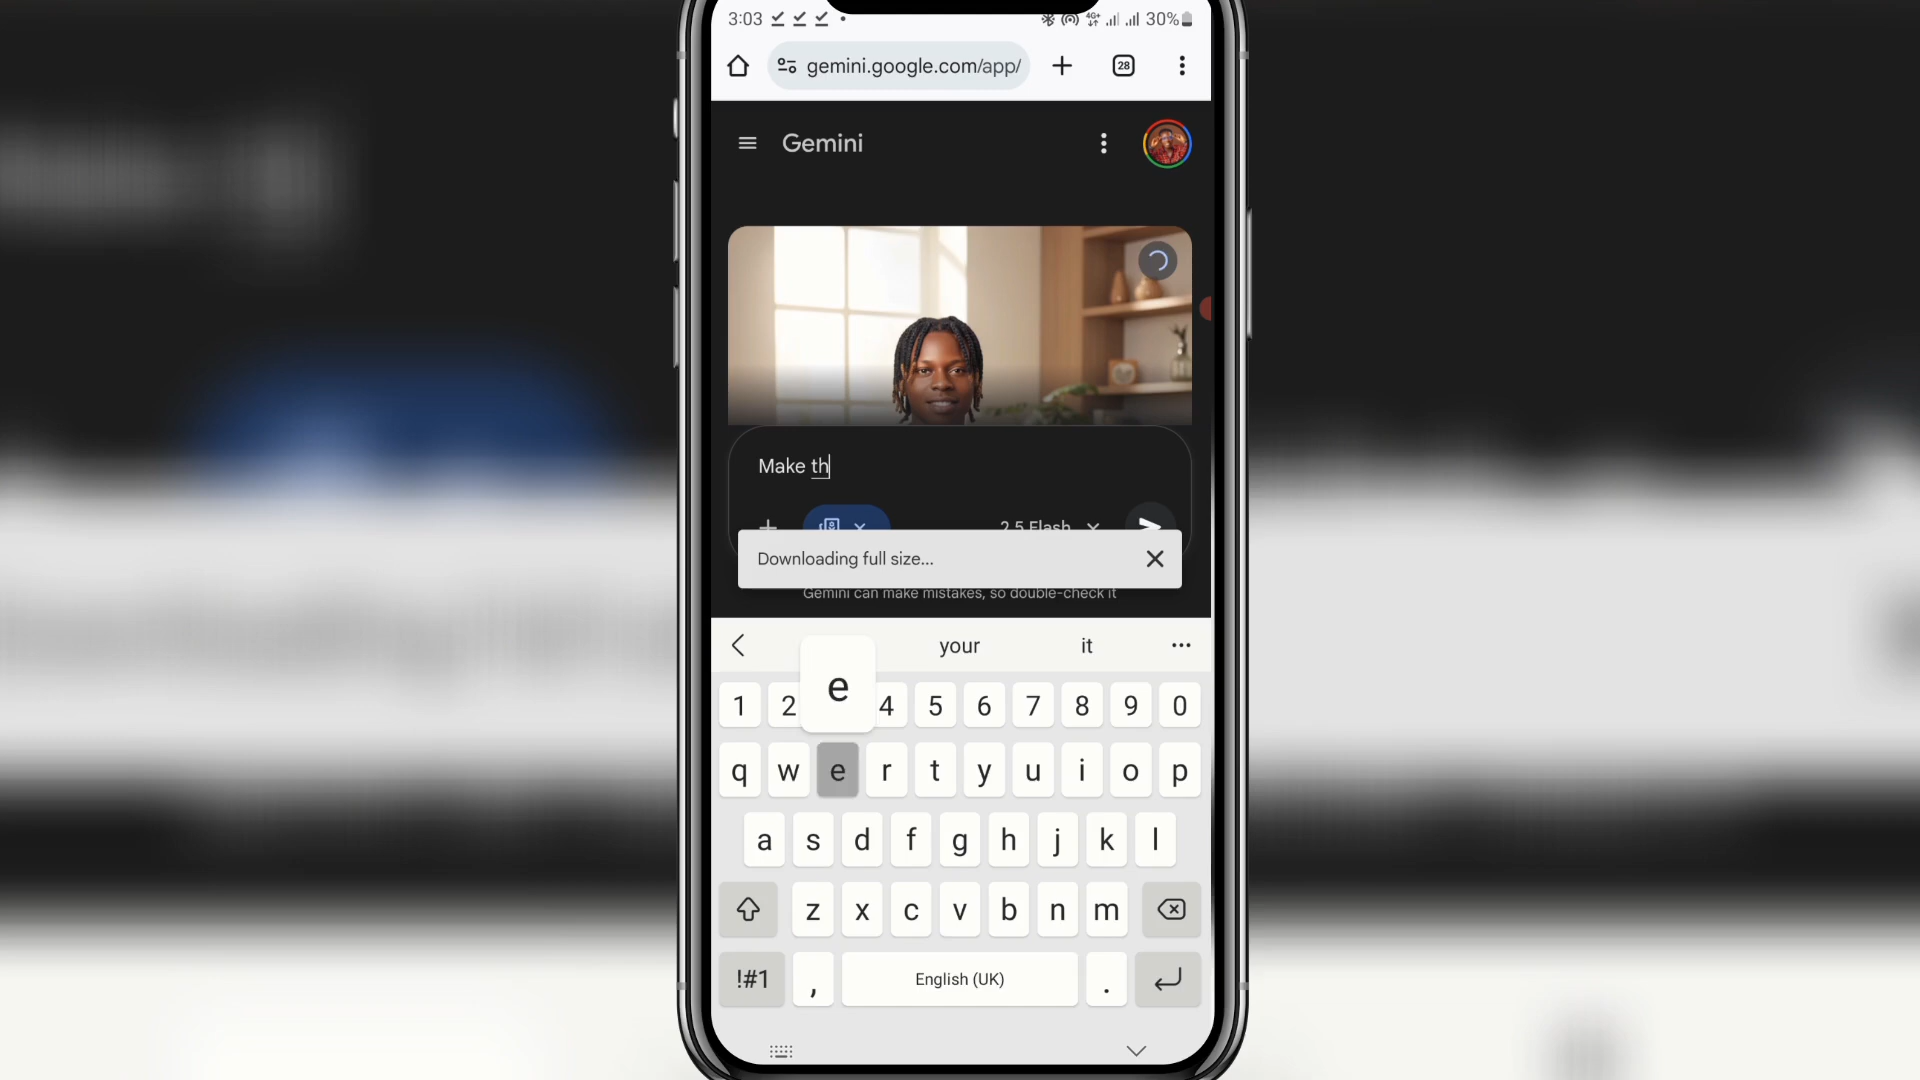 3:03 30%
gemini.google.com/app/ 28
Gemini
Make th
2.5 Flash
Downloading full size...
Gemini can make mistakes, so double-check it
your it
e
1 2 4 5 6 7 8 9 0
q w e r t y u i o p
a s d f g h j k l
z x c v b n m
!#1 , English (UK) .